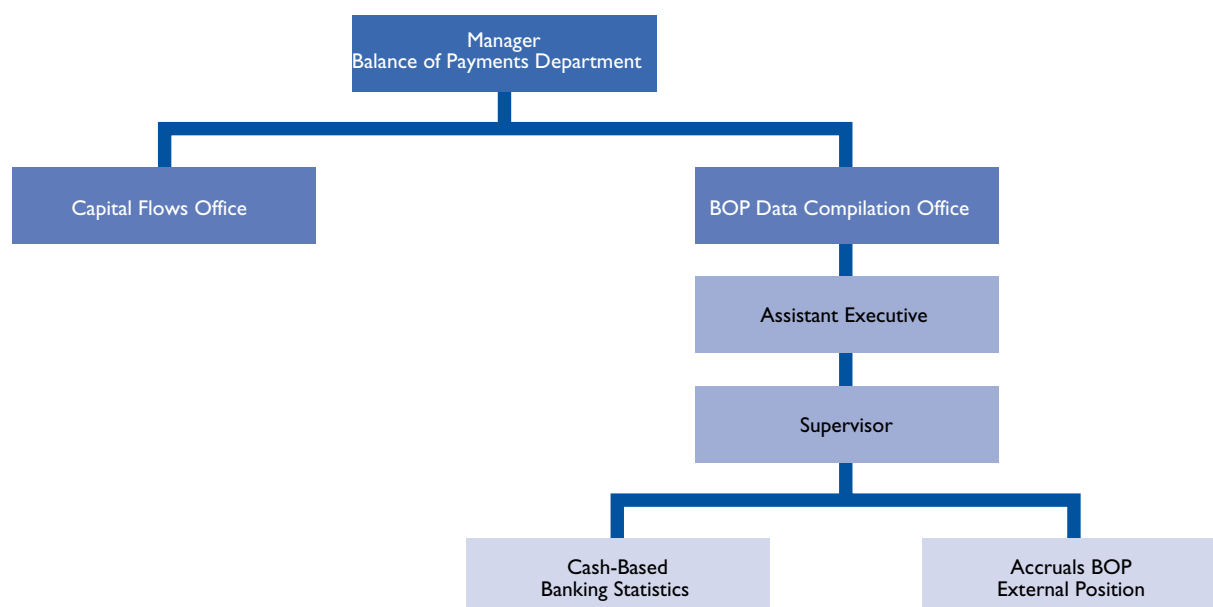 Manager
Balance of Payments Department
Capital Flows Office
BOP Data Compilation Office
Assistant Executive
Supervisor
Cash-Based
Banking Statistics
Accruals BOP
External Position